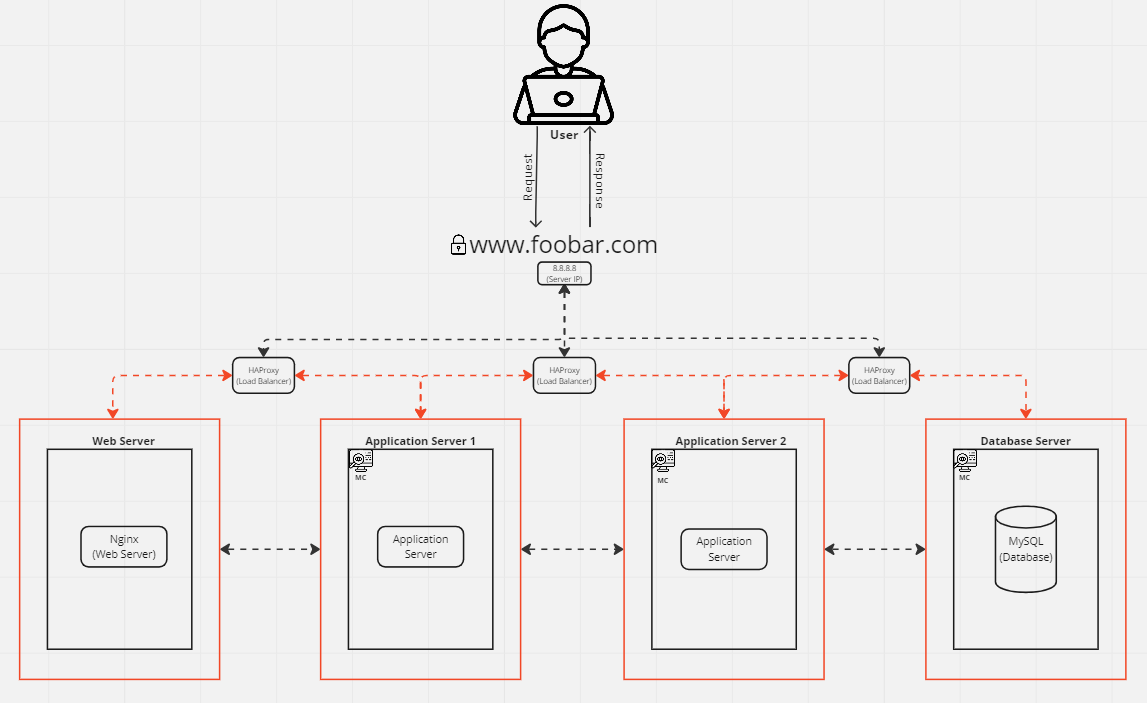 User
Request
Response
www.foobar.com
8.8.8.8
(Server IP)
HAProxy
(Load Balancer)
HAProxy
(Load Balancer)
HAProxy
(Load Balancer)
Web Server
Application Server 1
Application Server 2
Database Server
MC
MC
MC
Nginx
(Web Server)
Application
Server
Application
Server
MySQL
(Database)